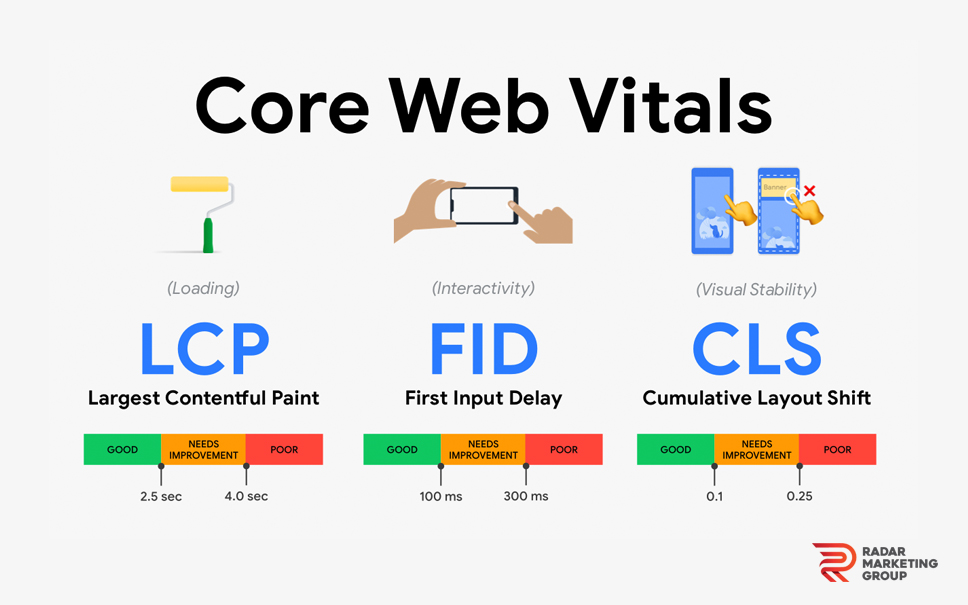 Core Web Vitals
Banner
(Loading)
(Interactivity)
(Visual Stability)
LCP
FID
CLS
Largest Contentful Paint
First Input Delay
Cumulative Layout Shift
GOOD
NEEDS
IMPROVEMENT
POOR
2.5 sec
4.0 sec
GOOD
NEEDS
IMPROVEMENT
POOR
100 ms
300 ms
GOOD
NEEDS
IMPROVEMENT
POOR
0.1
0.25
RADAR
MARKETING
GROUP